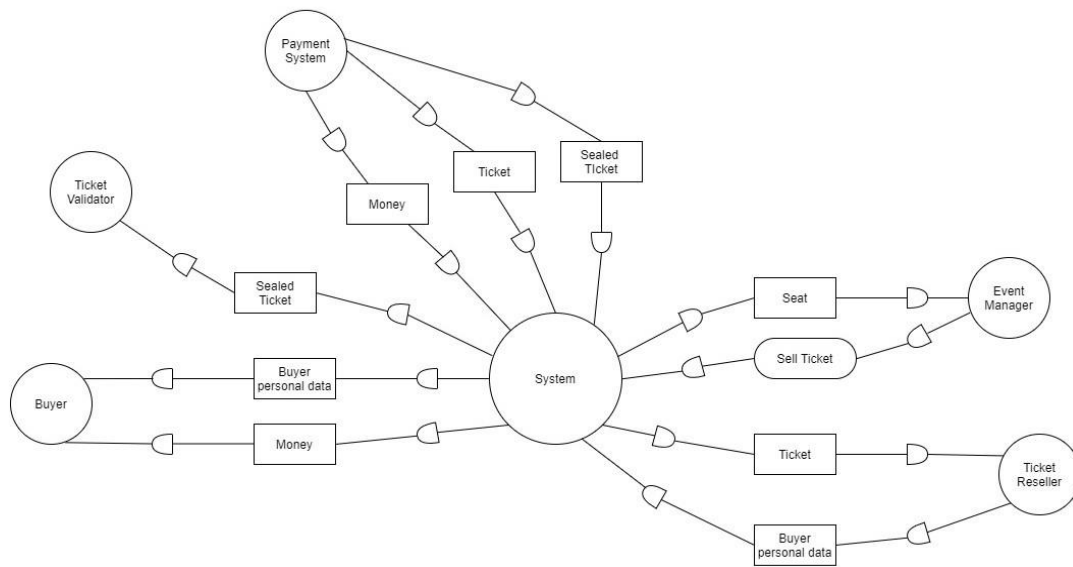 Payment
System
Sealed
TIcket
Ticket
Ticket
Validator
Money
Sealed
Ticket
Seat
Event
Manager
Sell Ticket
Buyer
personal data
System
Buyer
Money
Ticket
Ticket
Reseller
Buyer
personal data